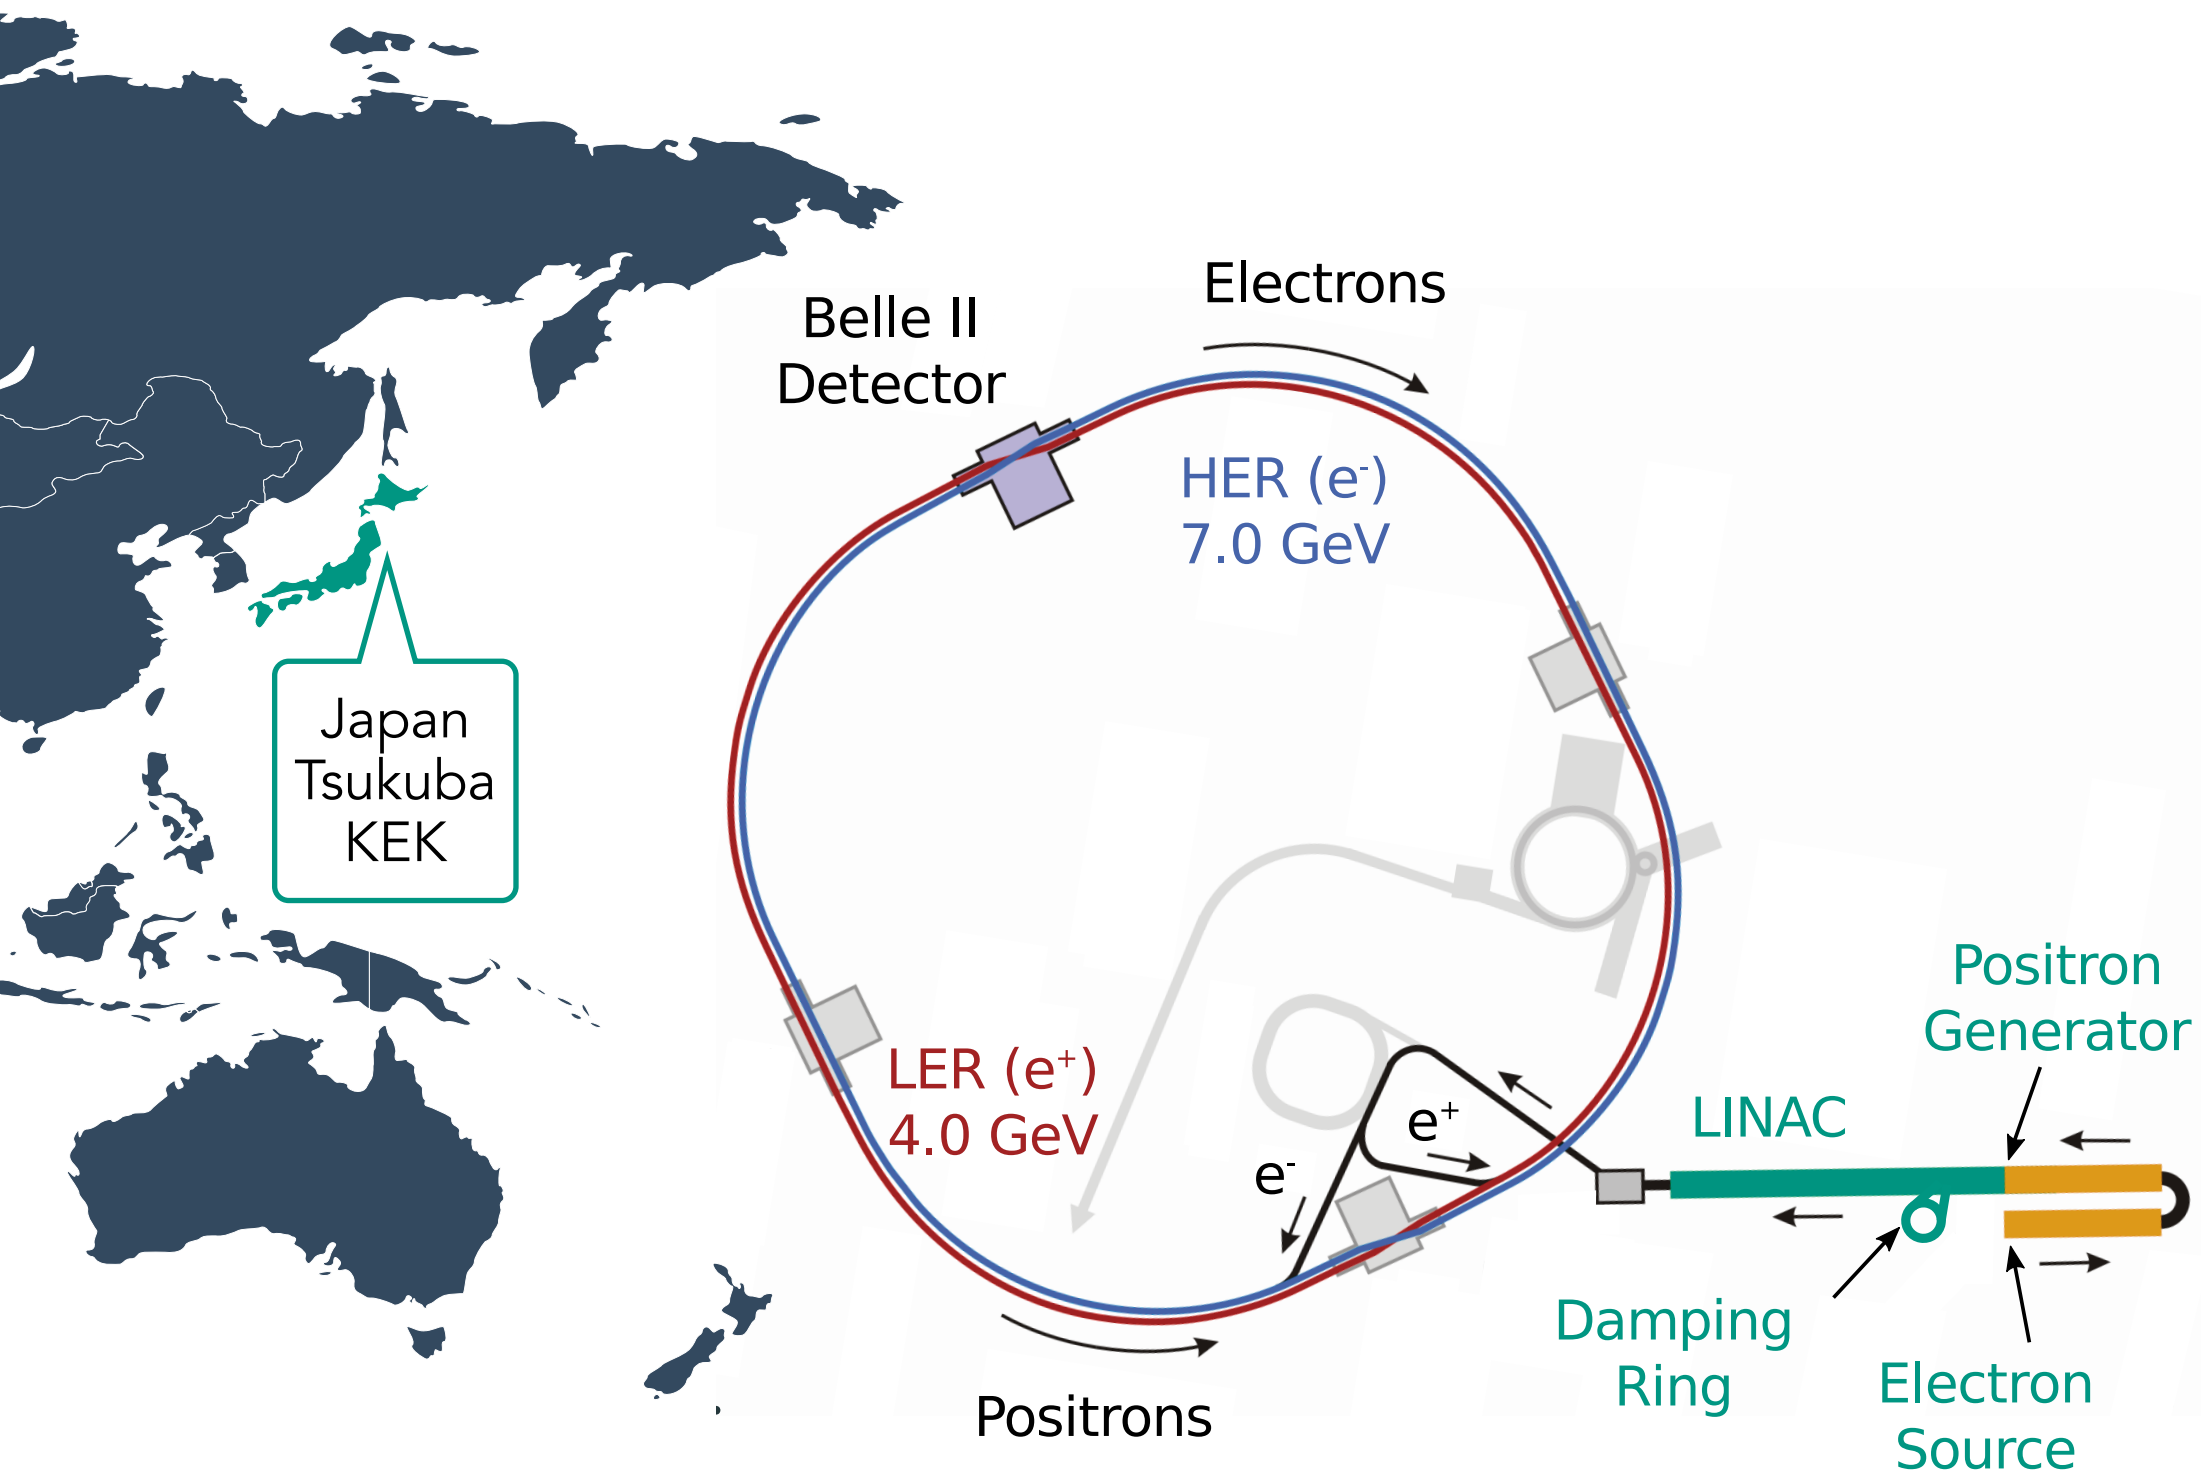 Electrons
Belle II
Detector
HER (e⁻)
7.0 GeV
Japan
Tsukuba
KEK
Positron
Generator
LER (e⁺)
4.0 GeV
e⁺
e⁻
LINAC
Damping
Ring
Electron
Source
Positrons